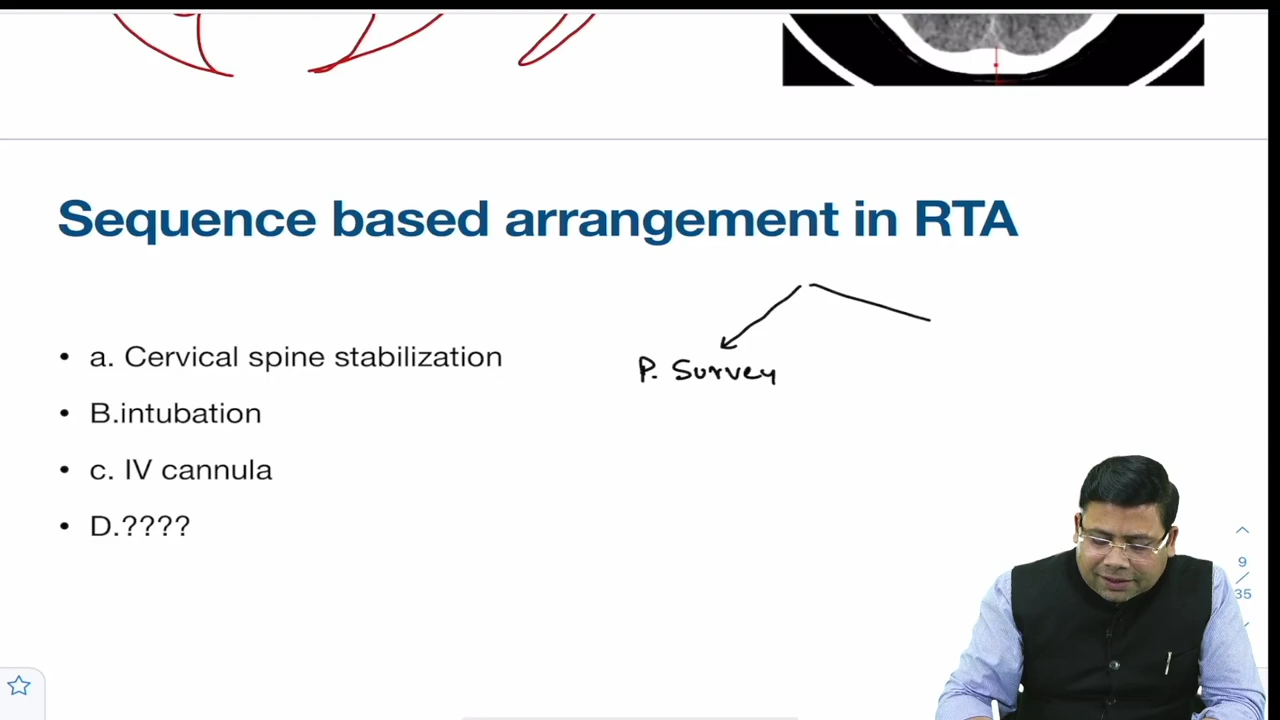 Sequence based arrangement in RTA
• a. Cervical spine stabilization
P. Survey
• B.intubation
• c. IV cannula
• D.????
9
35